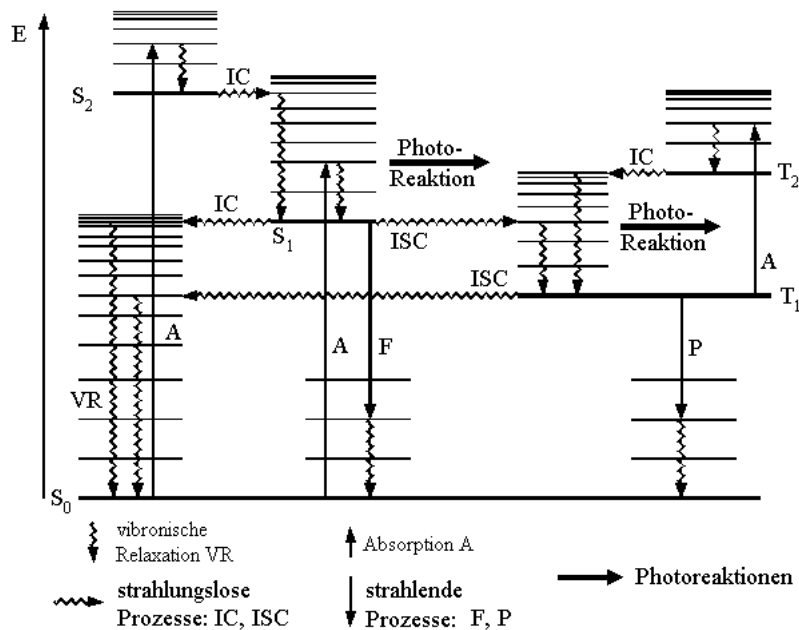 E
S2
IC
IC
T2
Photo-
Reaktion
IC
S1
ISC
Photo-
Reaktion
ISC
A
T1
A
A
F
P
VR
S0
vibronische
Relaxation VR
Absorption A
strahlungslose
Prozesse: IC, ISC
strahlende
Prozesse: F, P
Photoreaktionen